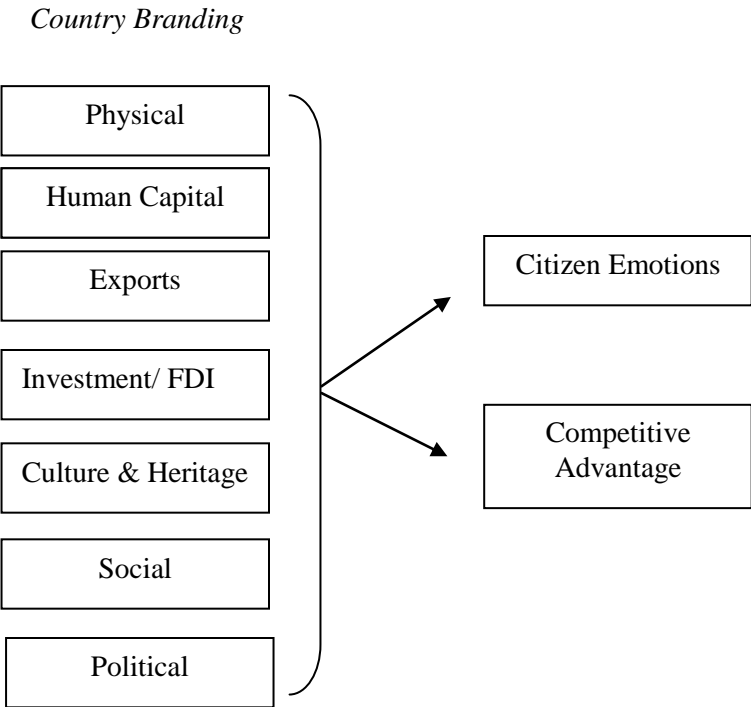 Country Branding
Physical
Human Capital
Exports
Investment/ FDI
Culture & Heritage
Social
Political
Citizen Emotions
Competitive
Advantage